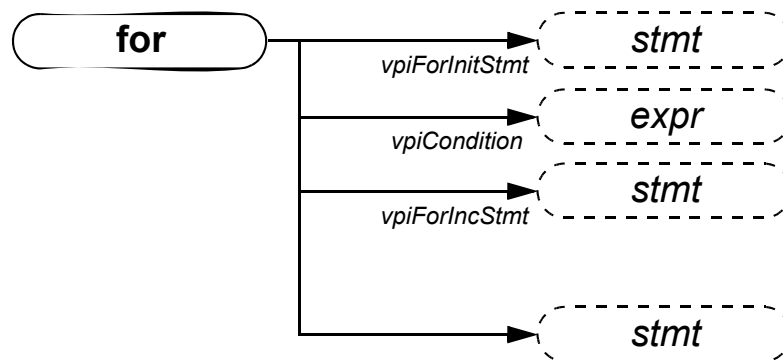 for
stmt
vpiForInitStmt
expr
vpiCondition
stmt
vpiForIncStmt
stmt